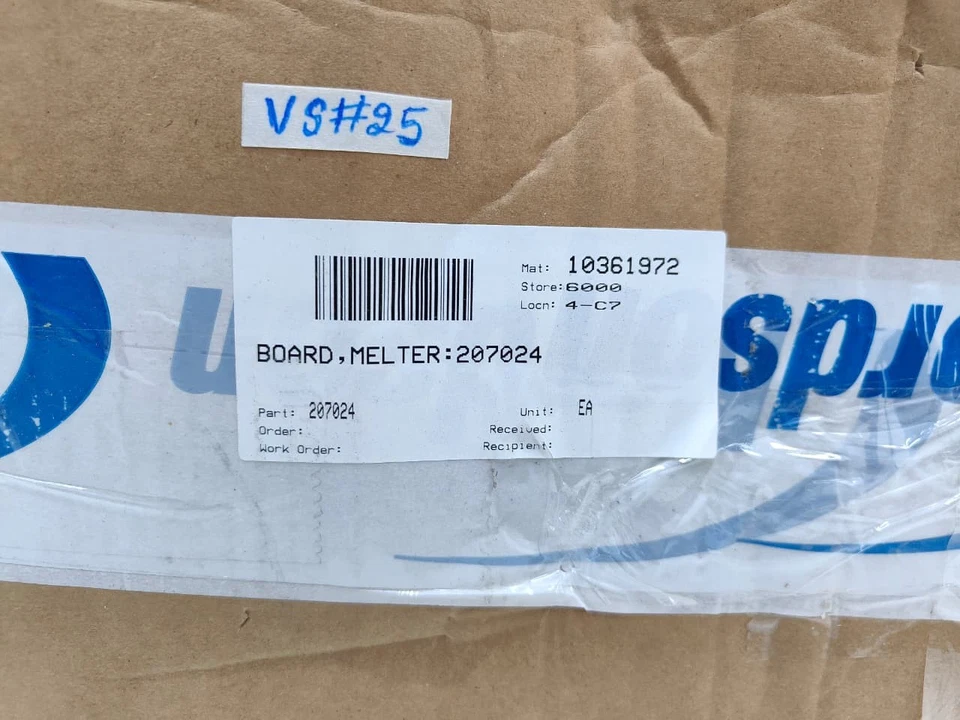 VS#25
Mat: 10361972
Store:6000
Locn: 4-C7
BOARD,MELTER:207024
Part: 207024
Unit: EA
Order:
Received:
Work Order:
Recipient: